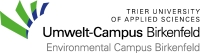 TRIER UNIVERSITY
OF APPLIED SCIENCES
Umwelt-Campus Birkenfeld
Environmental Campus Birkenfeld